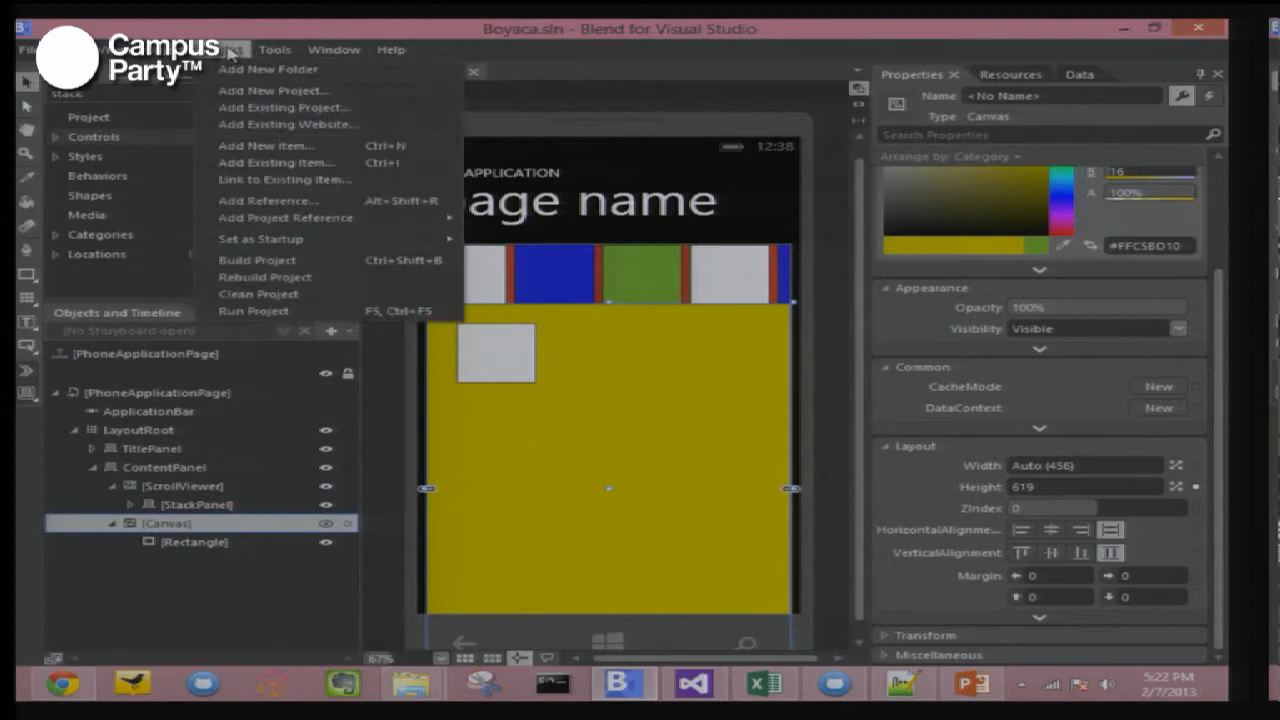 Boyaca.sln - Blend for Visual Studio
Campus
Party™
Tools
Window
Help
Add New Folder
Add New Project...
Add Existing Project...
Add Existing Website...
Add New Item... Ctrl+N
Add Existing Item... Ctrl+I
Link to Existing Item...
Add Reference... Alt+Shift+R
Add Project Reference
Set as Startup
Build Project Ctrl+Shift+B
Rebuild Project
Clean Project
Run Project F5, Ctrl+F5
stack
Project
Controls
Styles
Behaviors
Shapes
Media
Categories
Locations
Objects and Timeline
(No Storyboard open)
[PhoneApplicationPage]
[PhoneApplicationPage]
ApplicationBar
LayoutRoot
TitlePanel
ContentPanel
[ScrollViewer]
[StackPanel]
[Canvas]
[Rectangle]
12:38
APPLICATION
age name
67%
Properties
Resources
Data
Name <No Name>
Type Canvas
Search Properties
Arrange by: Category
B 16
A 100%
#FFC5BD10
Appearance
Opacity 100%
Visibility Visible
Common
CacheMode New
DataContext New
Layout
Width Auto (456)
Height 619
ZIndex 0
HorizontalAlignme...
VerticalAlignment
Margin 0 0
0 0
Transform
Miscellaneous
5:22 PM
2/7/2013